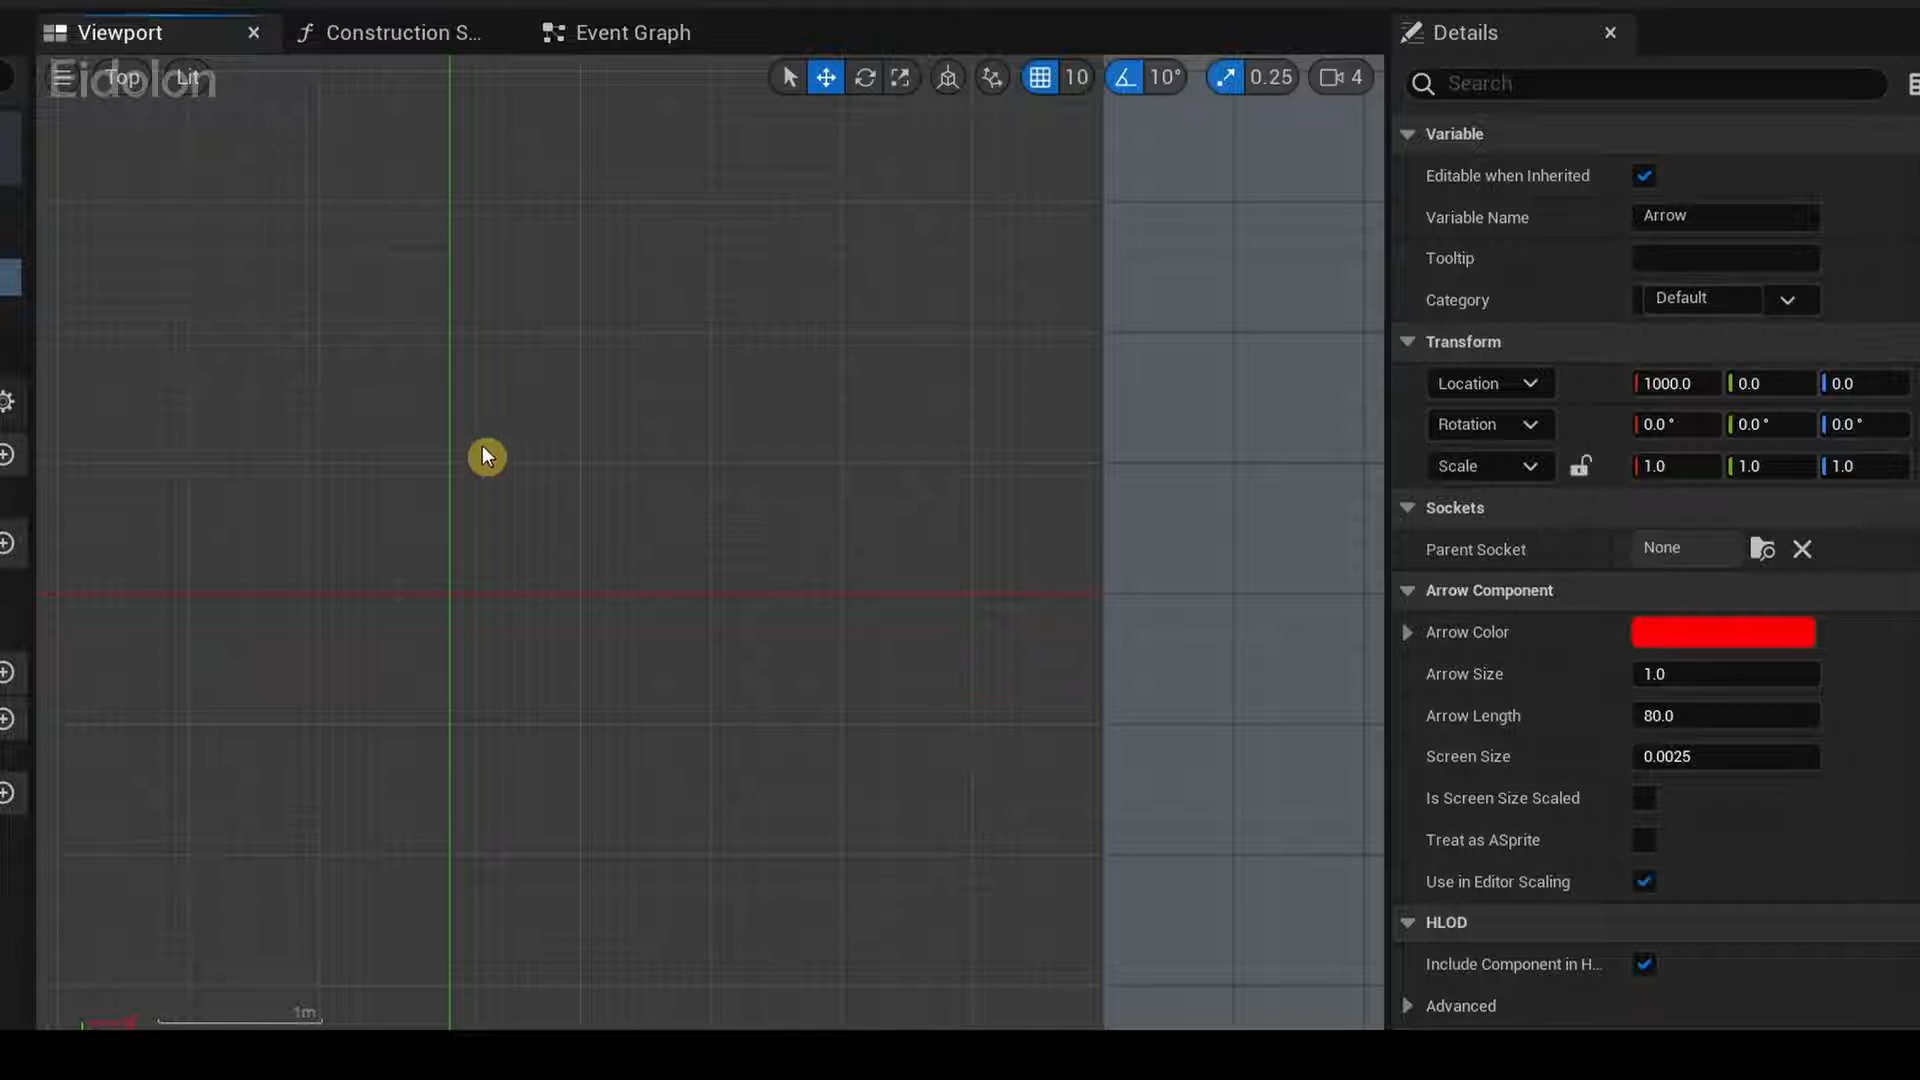 Viewport
Construction S...
Event Graph
Details
Eidolon
Top
Lit
10
10°
0.25
4
Search
Variable
Editable when Inherited
Variable Name
Arrow
Tooltip
Category
Default
Transform
Location
1000.0
0.0
0.0
Rotation
0.0 °
0.0 °
0.0 °
Scale
1.0
1.0
1.0
Sockets
Parent Socket
None
Arrow Component
Arrow Color
Arrow Size
1.0
Arrow Length
80.0
Screen Size
0.0025
Is Screen Size Scaled
Treat as ASprite
Use in Editor Scaling
HLOD
Include Component in H...
Advanced
1m